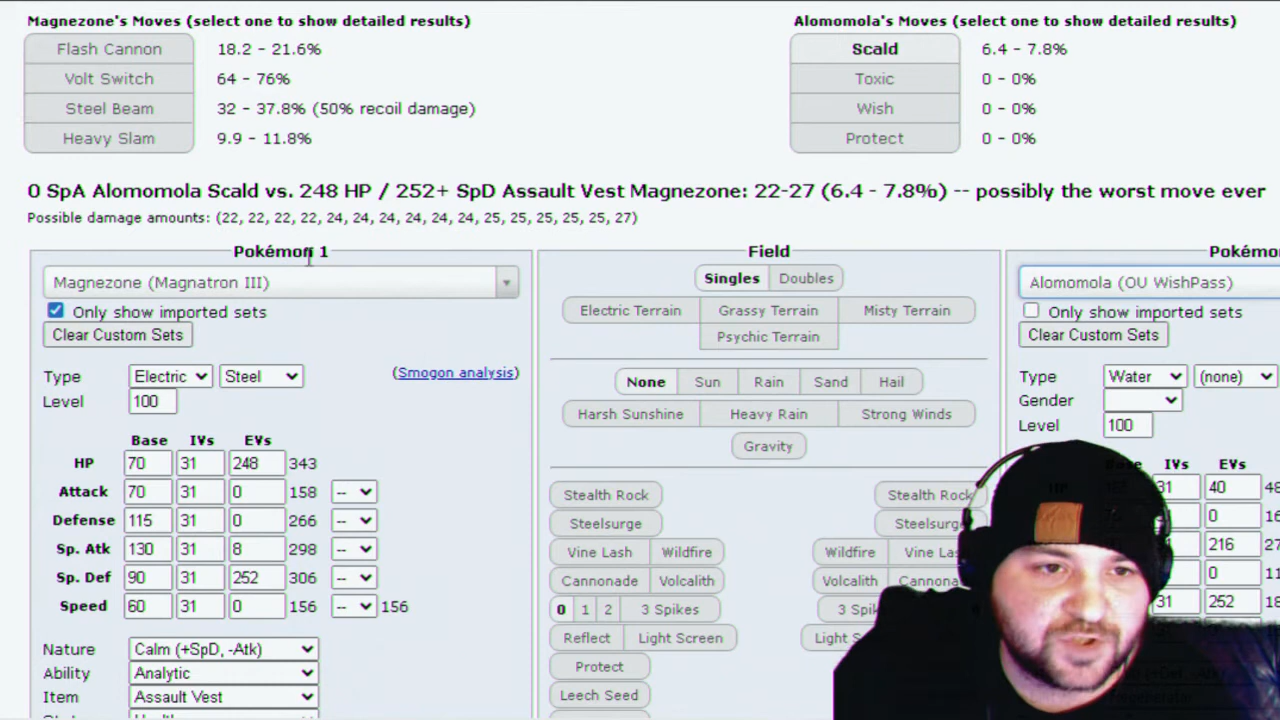 Magnezone's Moves (select one to show detailed results)
Flash Cannon 18.2 - 21.6%
Volt Switch 64 - 76%
Steel Beam 32 - 37.8% (50% recoil damage)
Heavy Slam 9.9 - 11.8%
Alomomola's Moves (select one to show detailed results)
Scald 6.4 - 7.8%
Toxic 0 - 0%
Wish 0 - 0%
Protect 0 - 0%
0 SpA Alomomola Scald vs. 248 HP / 252+ SpD Assault Vest Magnezone: 22-27 (6.4 - 7.8%) -- possibly the worst move ever
Possible damage amounts: (22, 22, 22, 22, 24, 24, 24, 24, 24, 24, 25, 25, 25, 25, 25, 27)
Pokémon 1
Magnezone (Magnatron III)
Only show imported sets
Clear Custom Sets
Type Electric Steel (Smogon analysis)
Level 100
Base IVs EVs
HP 70 31 248 343
Attack 70 31 0 158 --
Defense 115 31 0 266 --
Sp. Atk 130 31 8 298 --
Sp. Def 90 31 252 306 --
Speed 60 31 0 156 -- 156
Nature Calm (+SpD, -Atk)
Ability Analytic
Item Assault Vest
Field
Singles Doubles
Electric Terrain Grassy Terrain Misty Terrain
Psychic Terrain
None Sun Rain Sand Hail
Harsh Sunshine Heavy Rain Strong Winds
Gravity
Stealth Rock Stealth Rock
Steelsurge Steelsurge
Vine Lash Wildfire Wildfire Vine La
Cannonade Volcalith Volcalith Cannona
0 1 2 3 Spikes 3 Spik
Reflect Light Screen Light S
Protect
Leech Seed
Pokémo
Alomomola (OU WishPass)
Only show imported sets
Clear Custom Sets
Type Water (none)
Gender
Level 100
IVs EVs
31 40 48
0
216 27
0 11
31 252 18